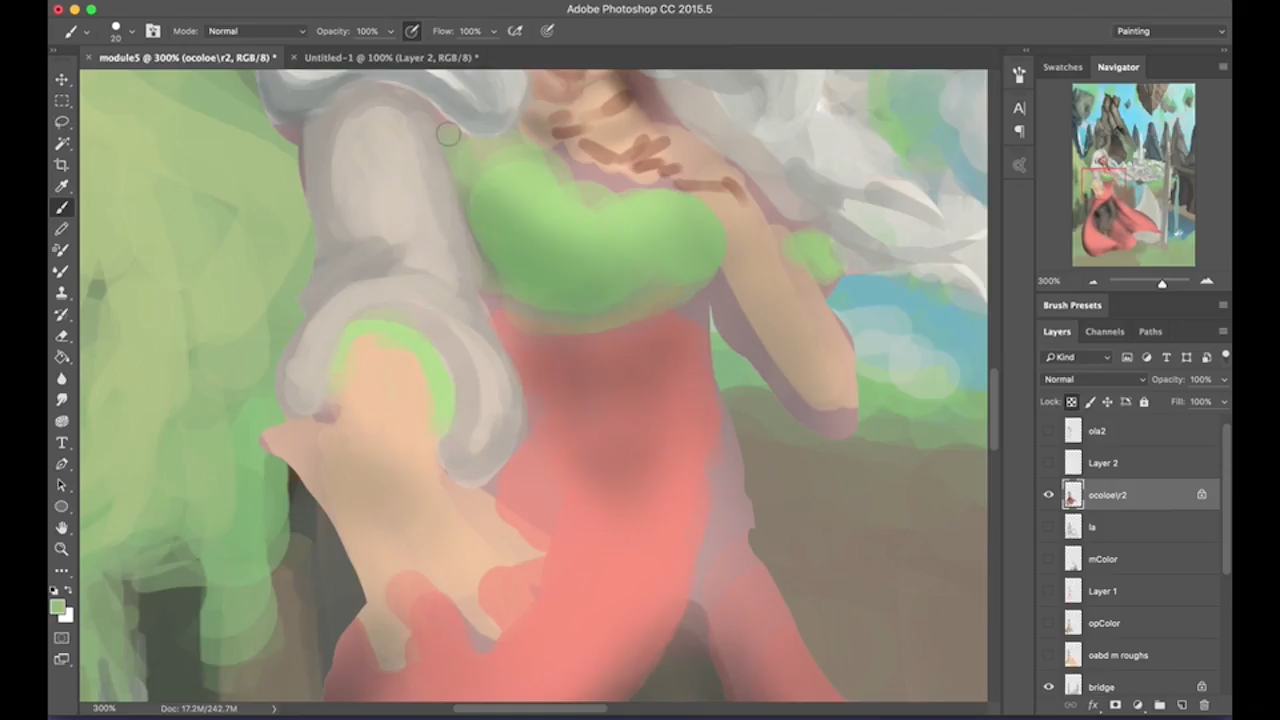 Adobe Photoshop CC 2015.5
20
Mode: Normal
Opacity: 100%
Flow: 100%
Painting
module5 @ 300% (ocoloe\r2, RGB/8) *
Untitled-1 @ 100% (Layer 2, RGB/8) *
Swatches
Navigator
300%
Brush Presets
Layers
Channels
Paths
Kind
Normal
Opacity: 100%
Lock:
Fill: 100%
ola2
Layer 2
ocoloe\r2
la
mColor
Layer 1
opColor
oabd m roughs
bridge
300%
Doc: 17.2M/242.7M